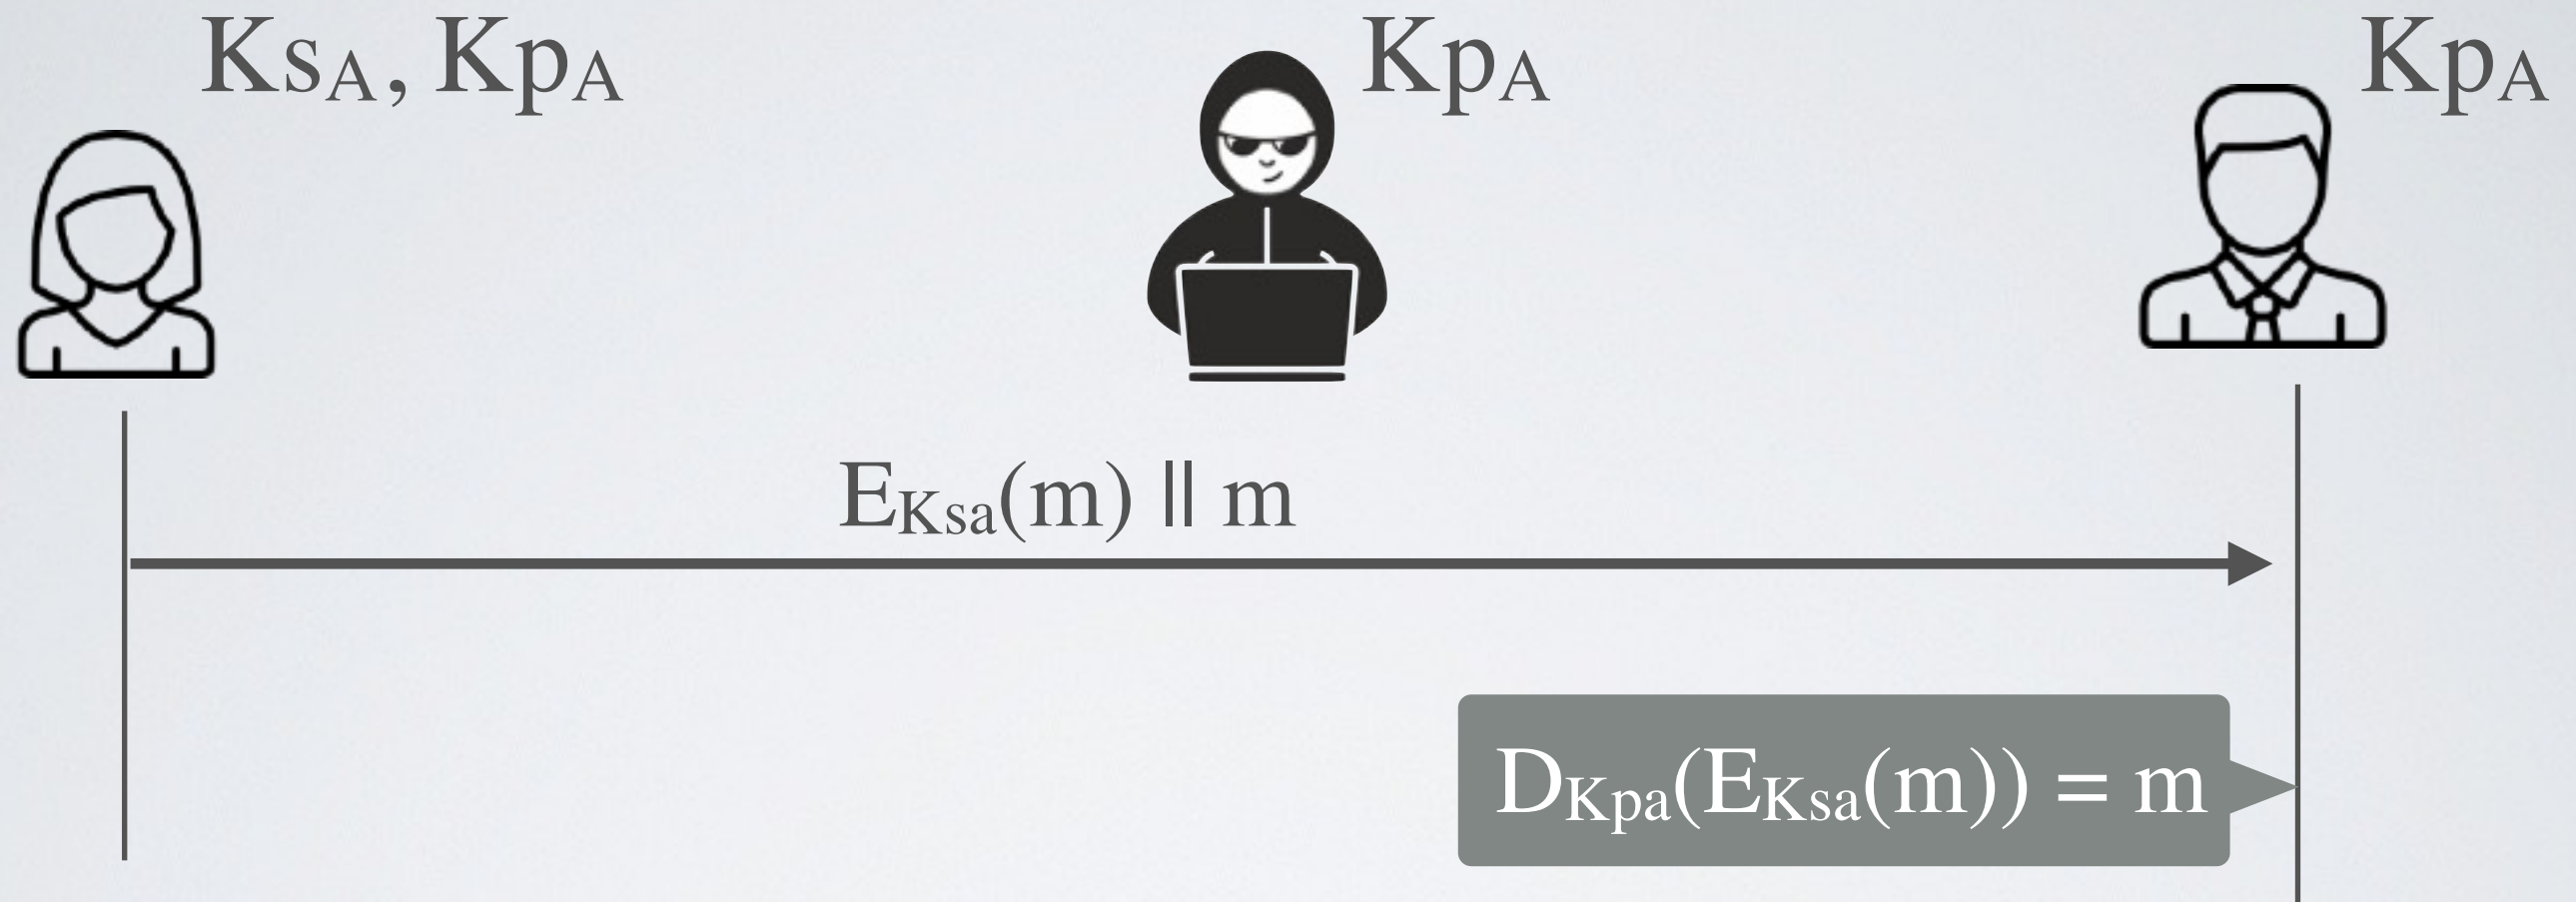 KsA, KpA
KpA
KpA
EKsa(m) || m
DKpa(EKsa(m)) = m